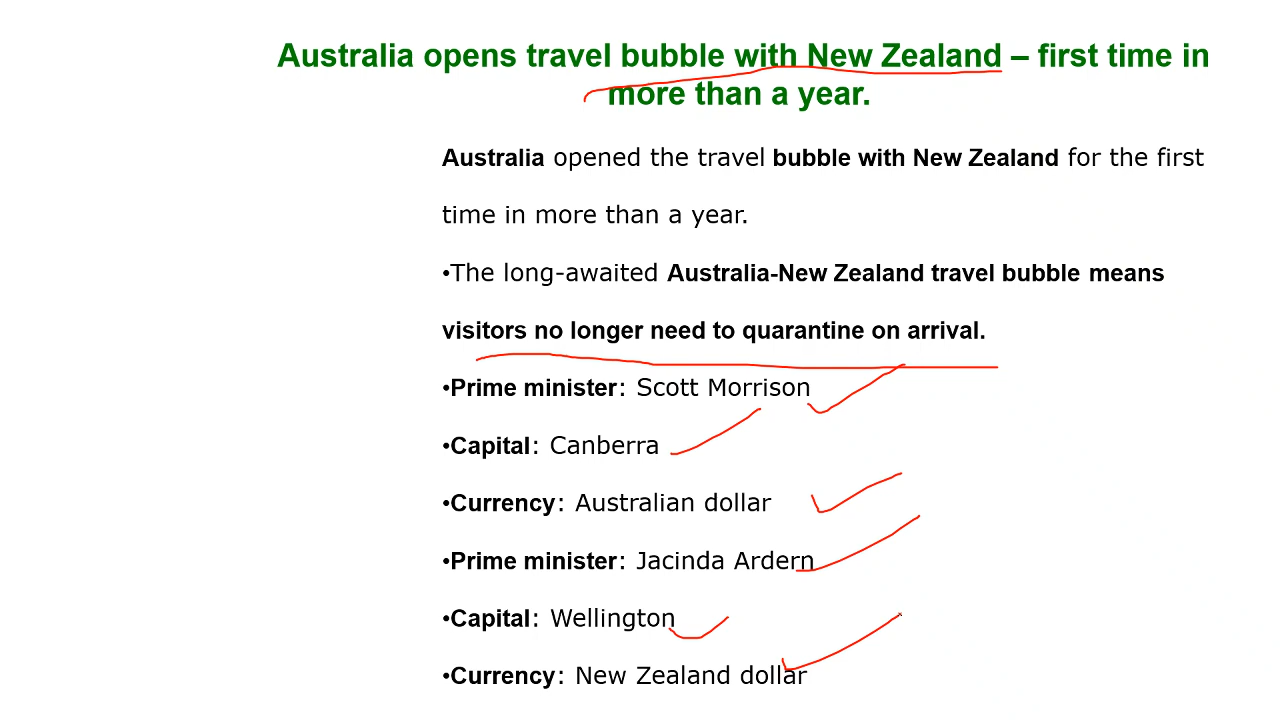 Australia opens travel bubble with New Zealand – first time in
more than a year.
Australia opened the travel bubble with New Zealand for the first
time in more than a year.
•The long-awaited Australia-New Zealand travel bubble means
visitors no longer need to quarantine on arrival.
•Prime minister: Scott Morrison
•Capital: Canberra
•Currency: Australian dollar
•Prime minister: Jacinda Ardern
•Capital: Wellington
•Currency: New Zealand dollar